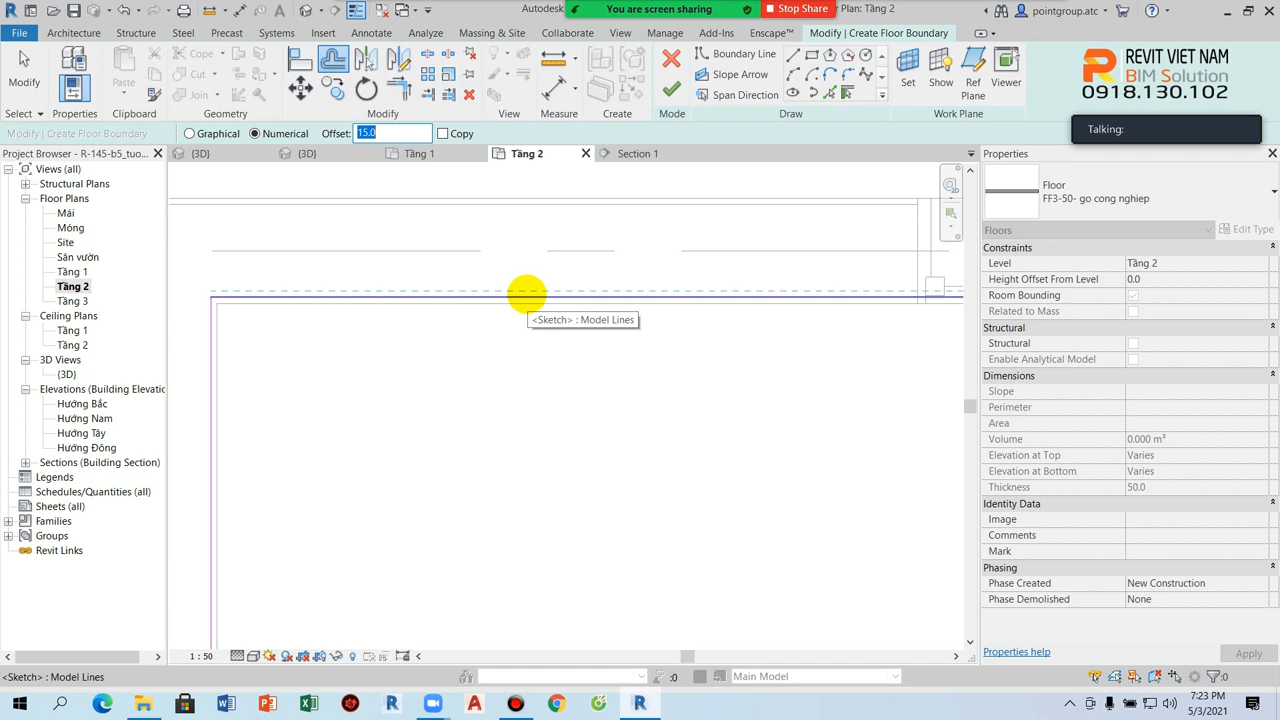 Autodesk
You are screen sharing
Stop Share
Plan: Tầng 2
pointgroup.atc
File
Architecture
Structure
Steel
Precast
Systems
Insert
Annotate
Analyze
Massing & Site
Collaborate
View
Manage
Add-Ins
Enscape™
Modify | Create Floor Boundary
Modify
Paste
Cope
Cut
Join
Boundary Line
Slope Arrow
Span Direction
Set
Show
Ref
Plane
Viewer
REVIT VIET NAM
BIM Solution
0918.130.102
Select
Properties
Clipboard
Geometry
Modify
View
Measure
Create
Mode
Draw
Work Plane
Modify | Create Floor Boundary
Graphical
Numerical
Offset:
15.0
Copy
Talking:
Project Browser - R-145-b5_tuo...
{3D}
{3D}
Tầng 1
Tầng 2
Section 1
Properties
Views (all)
Structural Plans
Floor Plans
Mái
Móng
Site
Sân vườn
Tầng 1
Tầng 2
Tầng 3
Ceiling Plans
Tầng 1
Tầng 2
3D Views
{3D}
Elevations (Building Elevatio
Hướng Bắc
Hướng Nam
Hướng Tây
Hướng Đông
Sections (Building Section)
Legends
Schedules/Quantities (all)
Sheets (all)
Families
Groups
Revit Links
<Sketch> : Model Lines
Floor
FF3-50- go cong nghiep
Floors
Edit Type
Constraints
Level
Tầng 2
Height Offset From Level
0.0
Room Bounding
Related to Mass
Structural
Structural
Enable Analytical Model
Dimensions
Slope
Perimeter
Area
Volume
0.000 m³
Elevation at Top
Varies
Elevation at Bottom
Varies
Thickness
50.0
Identity Data
Image
Comments
Mark
Phasing
Phase Created
New Construction
Phase Demolished
None
Properties help
Apply
1 : 50
<Sketch> : Model Lines
:0
Main Model
:0
7:23 PM
5/3/2021